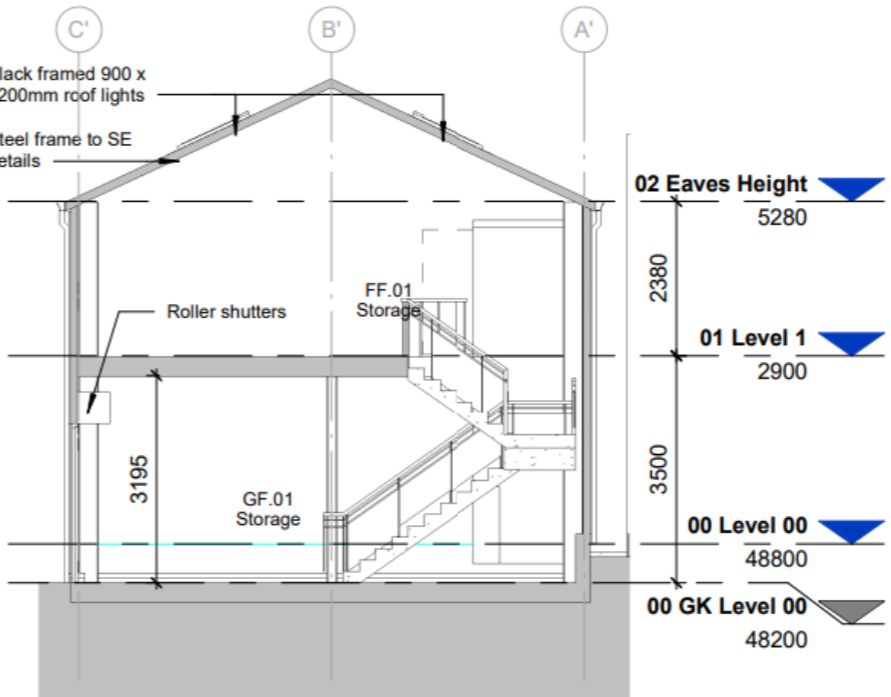 C'
B'
A'
lack framed 900 x
200mm roof lights
teel frame to SE
etails
02 Eaves Height
5280
2380
FF.01
Storage
Roller shutters
01 Level 1
2900
3195
3500
GF.01
Storage
00 Level 00
48800
00 GK Level 00
48200